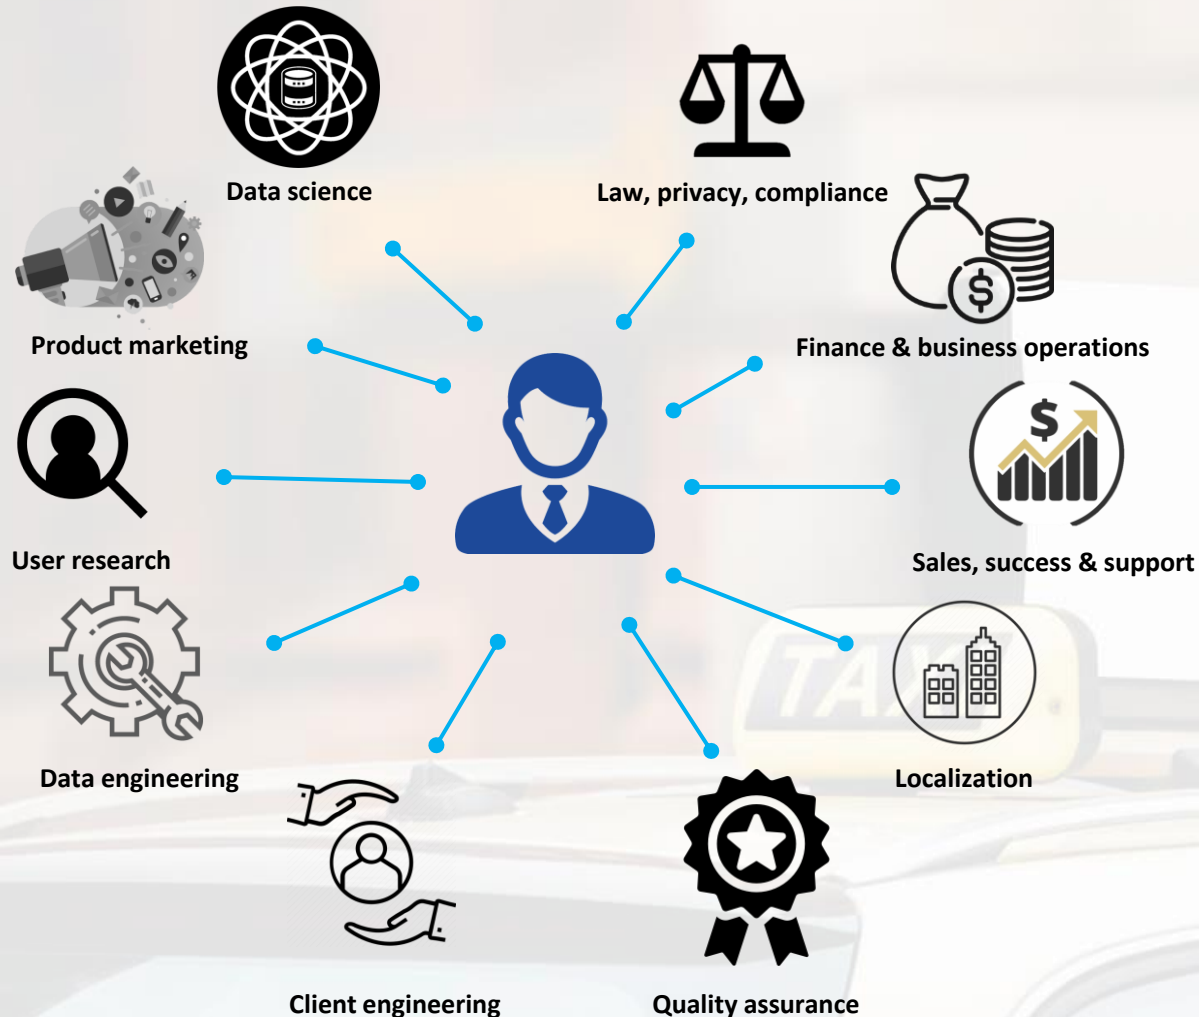 Data science
Law, privacy, compliance
$
Product marketing
Finance & business operations
$
User research
Sales, success & support
TAXI
Data engineering
Localization
Client engineering
Quality assurance